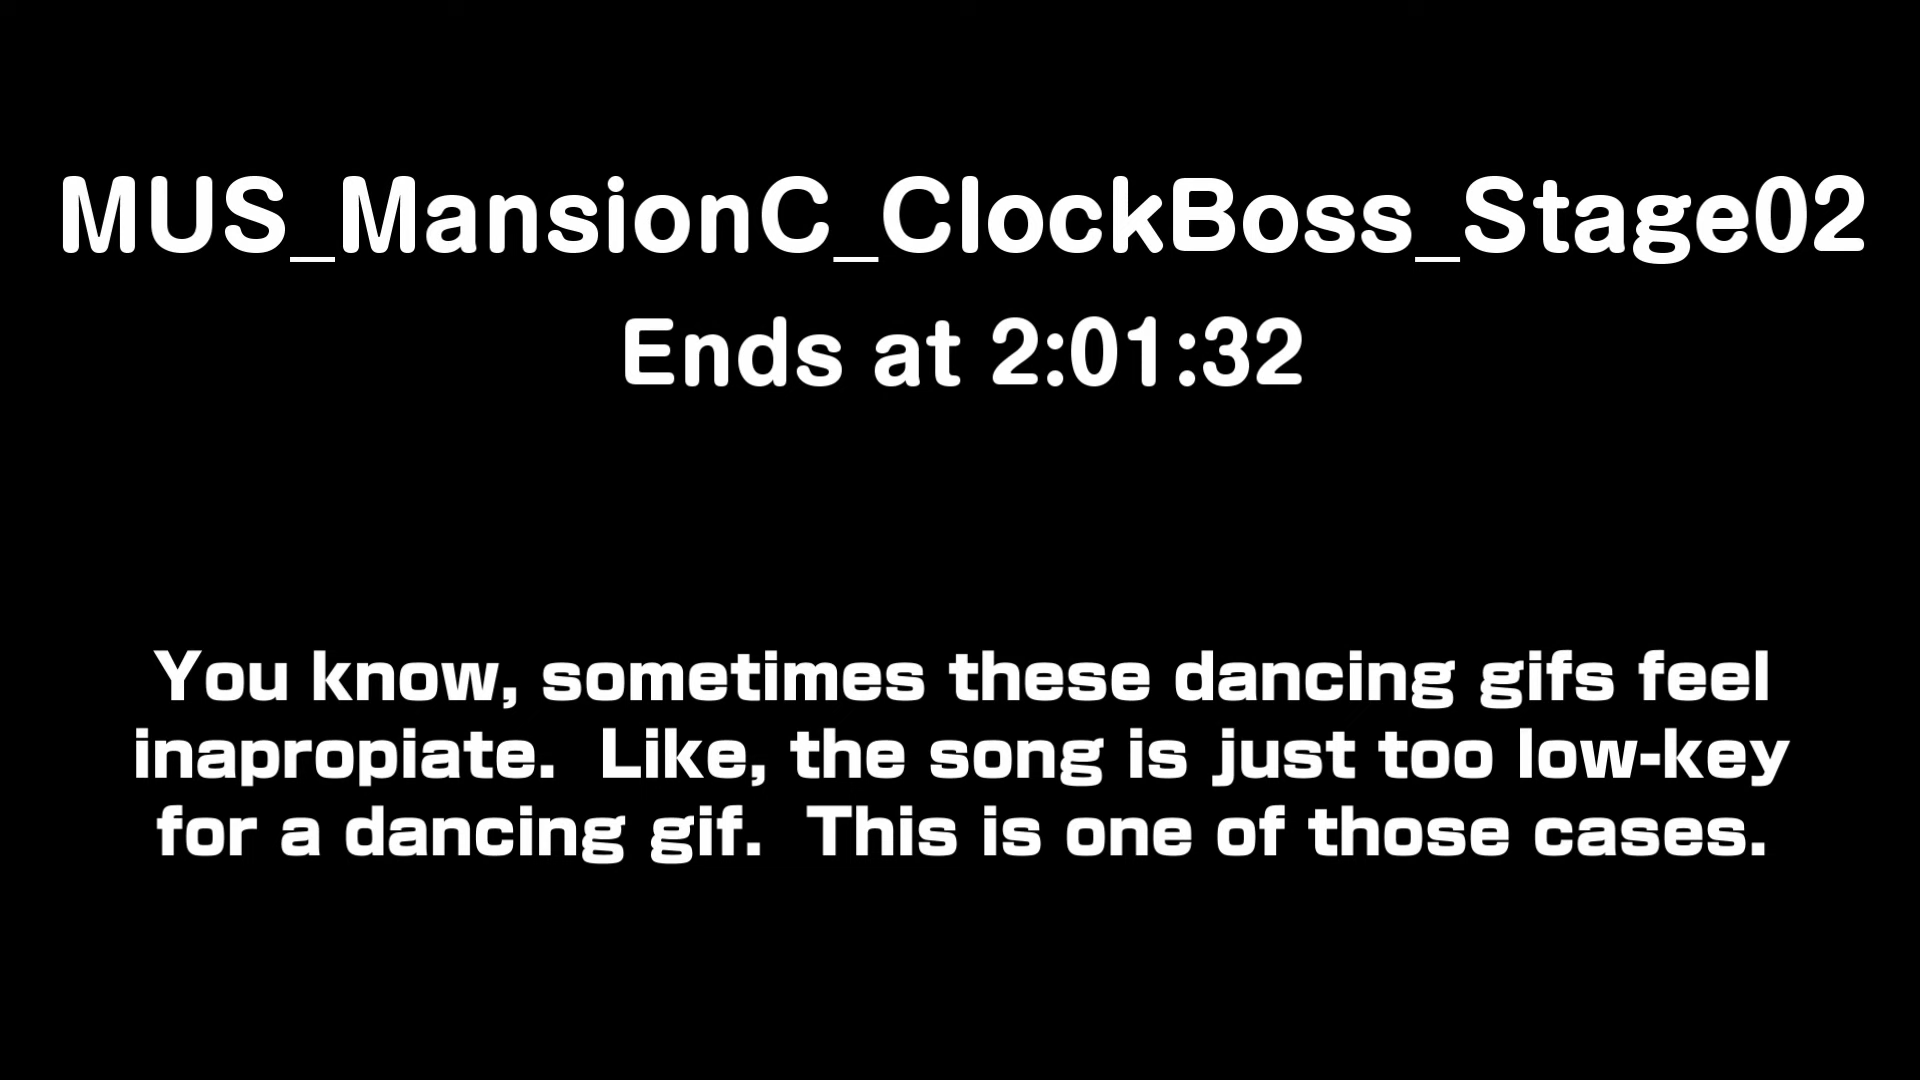 MUS_MansionC_ClockBoss_Stage02
Ends at 2:01:32
You know, sometimes these dancing gifs feel
inapropiate.  Like, the song is just too low-key
for a dancing gif.  This is one of those cases.